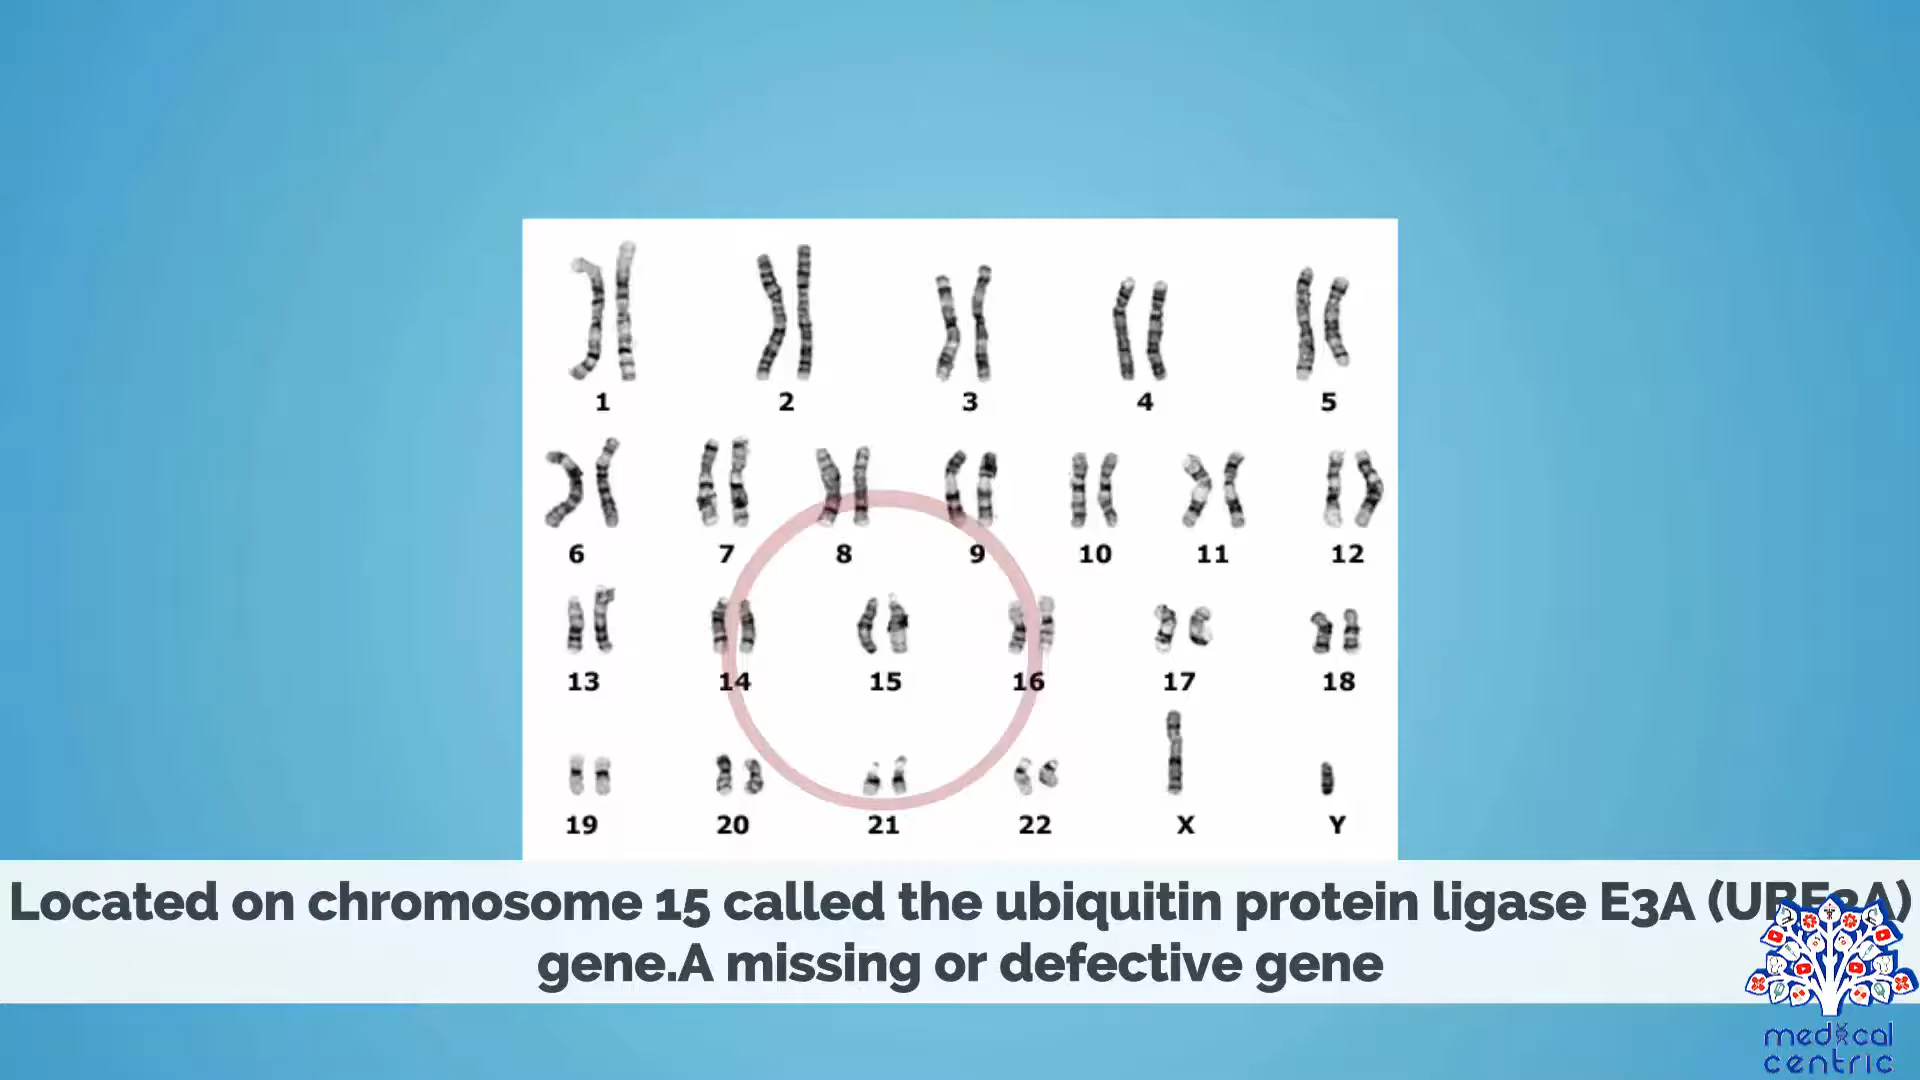 1 2 3 4 5
6 7 8 9 10 11 12
13 14 15 16 17 18
19 20 21 22 X Y
Located on chromosome 15 called the ubiquitin protein ligase E3A (UBE3A)
gene.A missing or defective gene
medical
centric